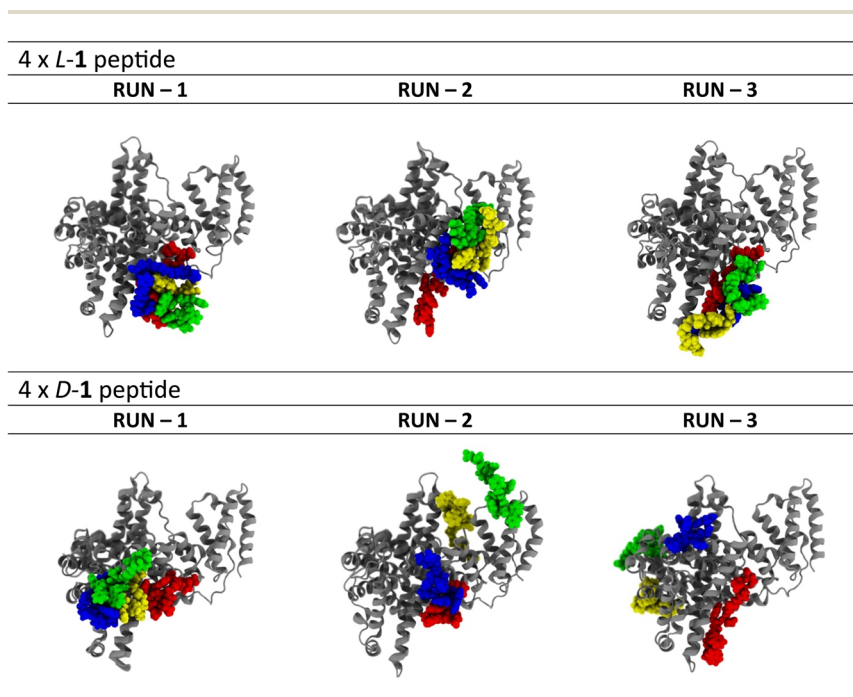 4 x L-1 peptide
RUN – 1 RUN – 2 RUN – 3
4 x D-1 peptide
RUN – 1 RUN – 2 RUN – 3